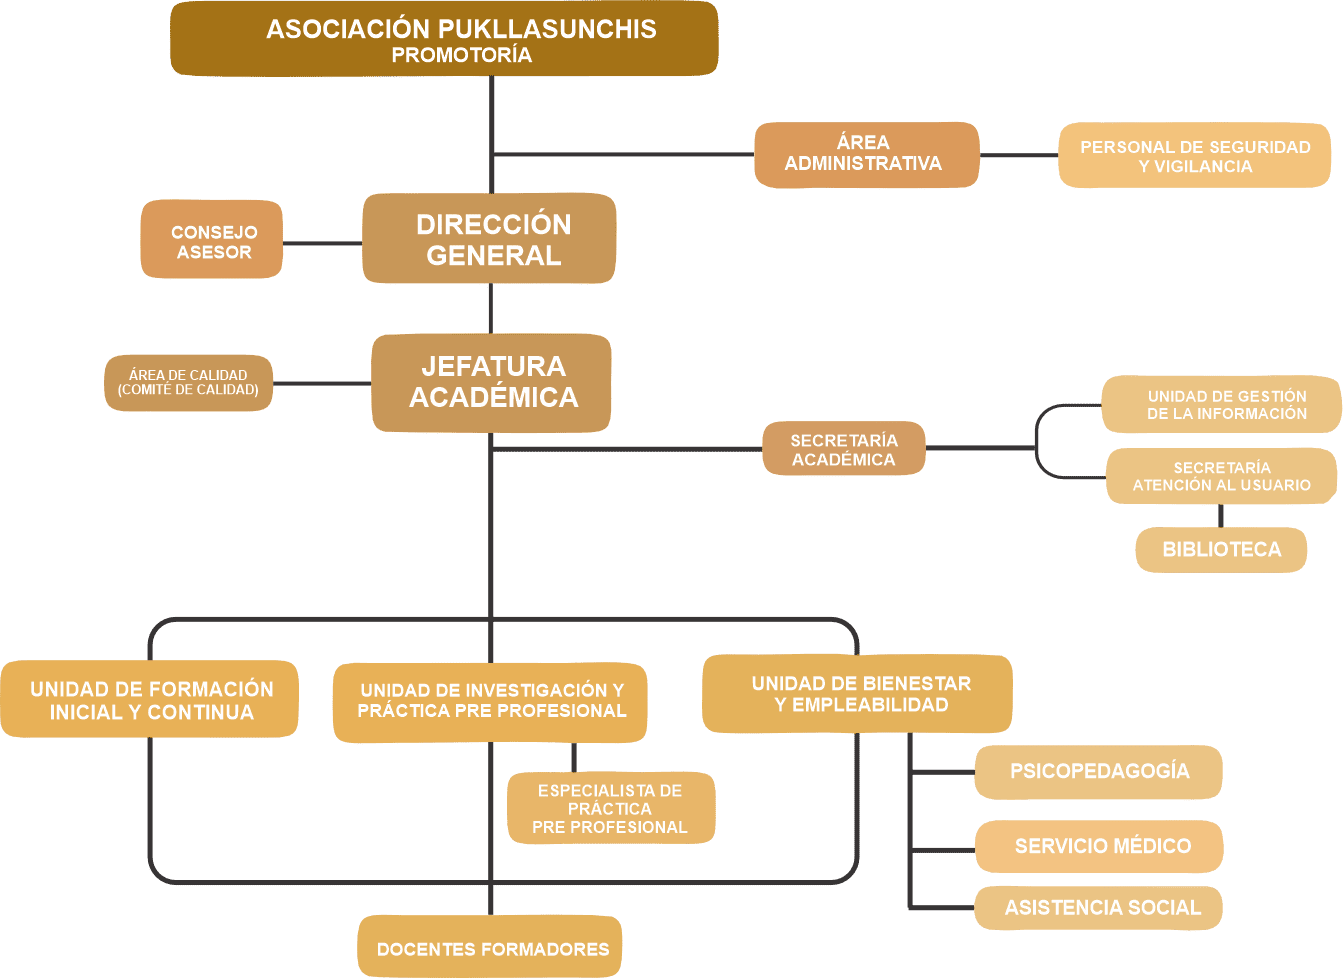 ASOCIACIÓN PUKLLASUNCHIS
PROMOTORÍA
ÁREA
ADMINISTRATIVA
PERSONAL DE SEGURIDAD
Y VIGILANCIA
CONSEJO
ASESOR
DIRECCIÓN
GENERAL
ÁREA DE CALIDAD
(COMITÉ DE CALIDAD)
JEFATURA
ACADÉMICA
SECRETARÍA
ACADÉMICA
UNIDAD DE GESTIÓN
DE LA INFORMACIÓN
SECRETARÍA
ATENCIÓN AL USUARIO
BIBLIOTECA
UNIDAD DE FORMACIÓN
INICIAL Y CONTINUA
UNIDAD DE INVESTIGACIÓN Y
PRÁCTICA PRE PROFESIONAL
UNIDAD DE BIENESTAR
Y EMPLEABILIDAD
ESPECIALISTA DE
PRÁCTICA
PRE PROFESIONAL
PSICOPEDAGOGÍA
SERVICIO MÉDICO
ASISTENCIA SOCIAL
DOCENTES FORMADORES